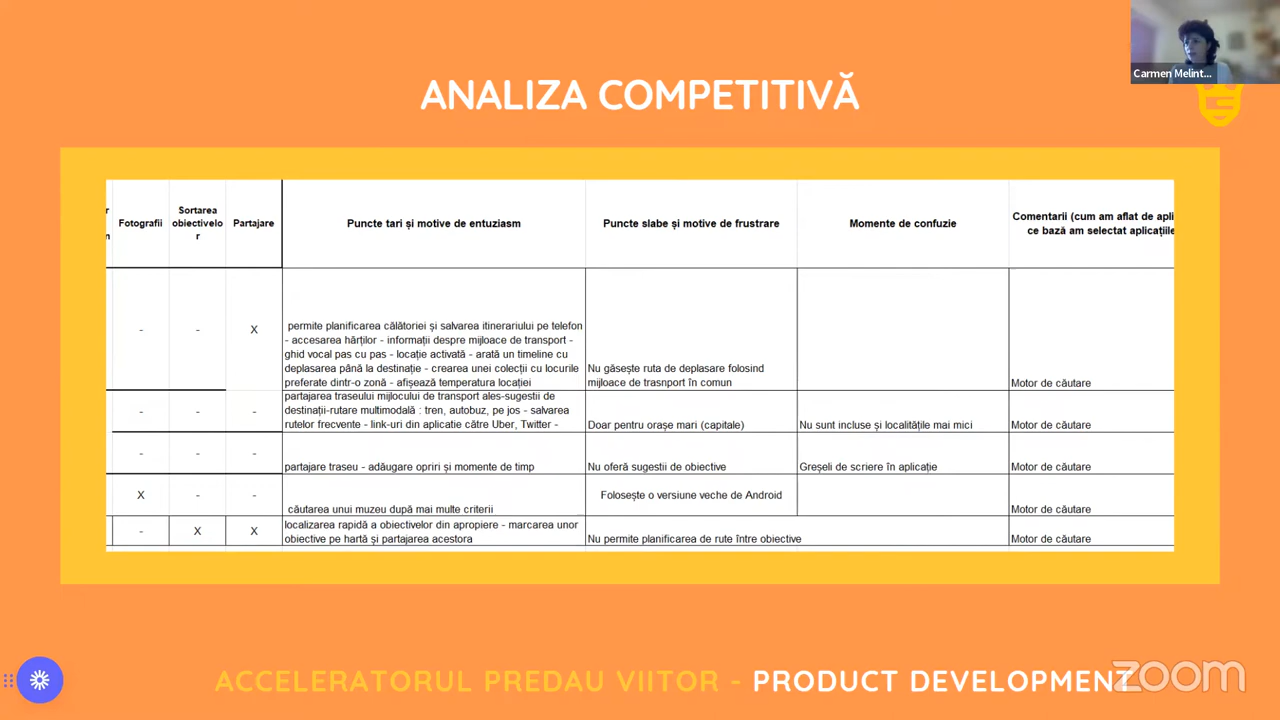 Carmen Melint...
ANALIZA COMPETITIVĂ
r
n
Fotografii
Sortarea
obiectivelo
r
Partajare
Puncte tari și motive de entuziasm
Puncte slabe și motive de frustrare
Momente de confuzie
Comentarii (cum am aflat de apli
ce bază am selectat aplicațiile
-
-
X
permite planificarea călătoriei și salvarea itinerariului pe telefon
- accesarea hărților - informații despre mijloace de transport -
ghid vocal pas cu pas - locație activată - arată un timeline cu
deplasarea până la destinație - crearea unei colecții cu locurile
preferate dintr-o zonă - afișează temperatura locației
Nu găsește ruta de deplasare folosind
mijloace de trasnport în comun
Motor de căutare
-
-
-
partajarea traseului mijlocului de transport ales-sugestii de
destinații-rutare multimodală : tren, autobuz, pe jos - salvarea
rutelor frecvente - link-uri din aplicatie către Uber, Twitter -
Doar pentru orașe mari (capitale)
Nu sunt incluse și localitățile mai mici
Motor de căutare
-
-
-
partajare traseu - adăugare opriri și momente de timp
Nu oferă sugestii de obiective
Greșeli de scriere în aplicație
Motor de căutare
X
-
-
căutarea unui muzeu după mai multe criterii
Folosește o versiune veche de Android
Motor de căutare
-
X
X
localizarea rapidă a obiectivelor din apropiere - marcarea unor
obiective pe hartă și partajarea acestora
Nu permite planificarea de rute între obiective
Motor de căutare
ACCELERATORUL PREDAU VIITOR - PRODUCT DEVELOPMENT
zoom